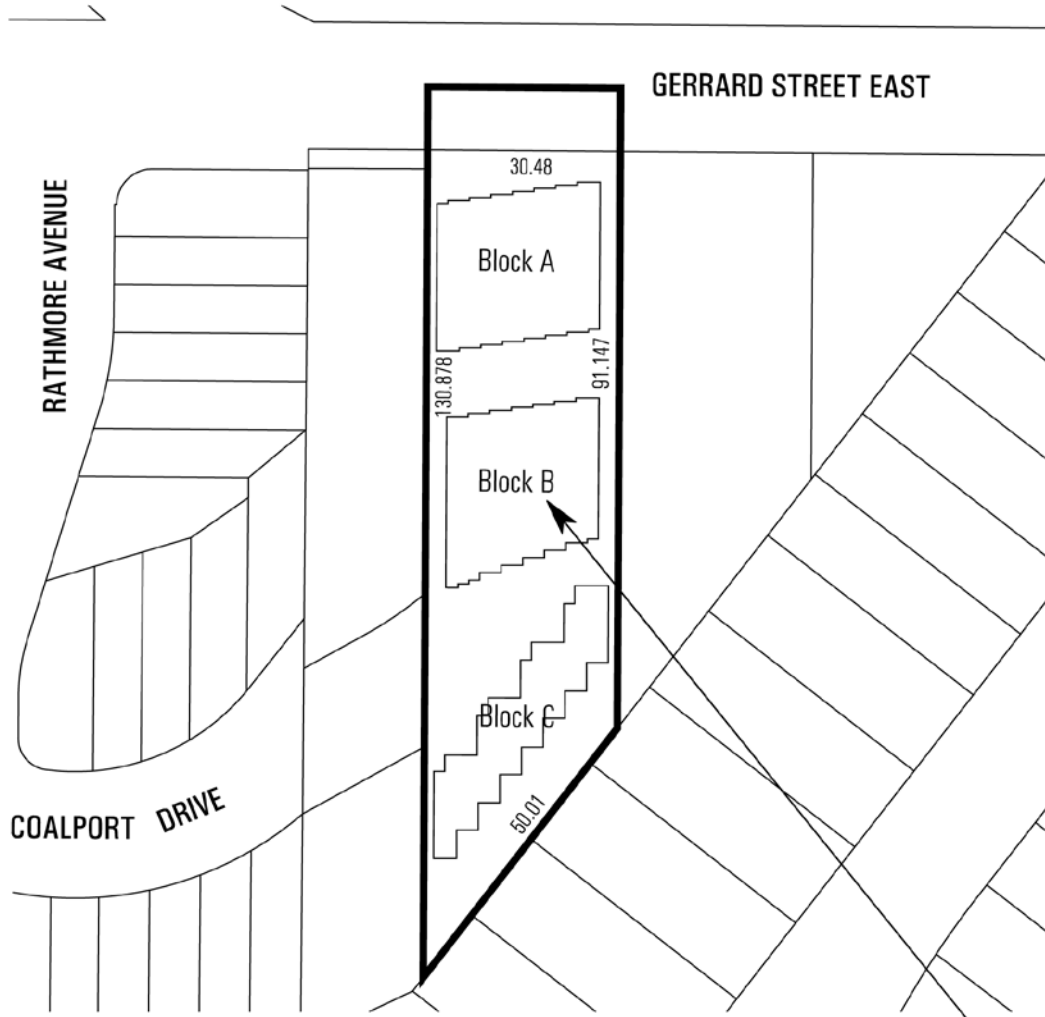 GERRARD STREET EAST
30.48
RATHMORE AVENUE
Block A
130.878
91.147
Block B
Block C
50.01
COALPORT DRIVE